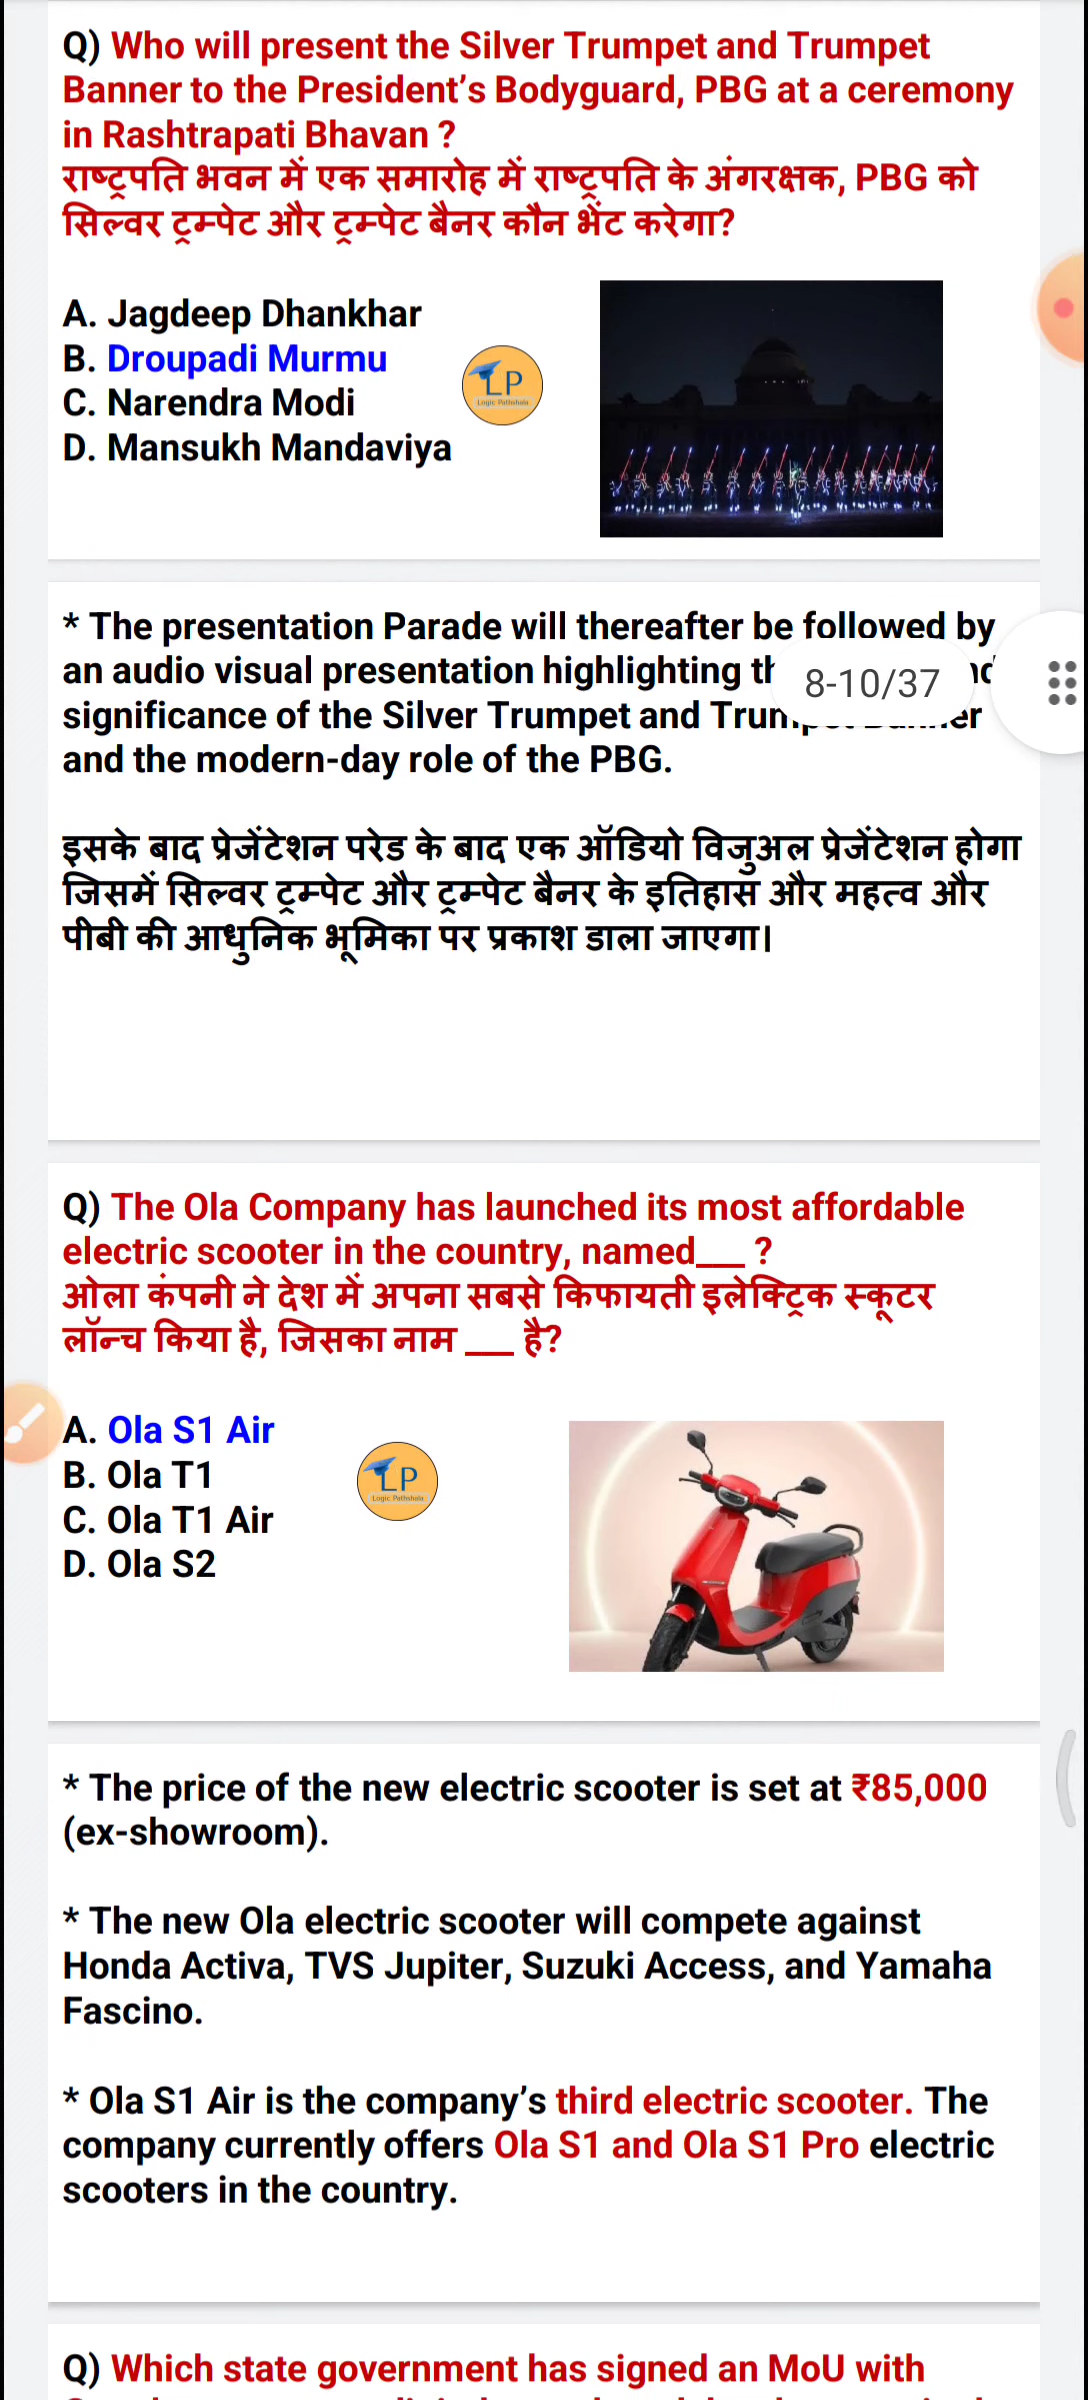 Q) Who will present the Silver Trumpet and Trumpet
Banner to the President’s Bodyguard, PBG at a ceremony
in Rashtrapati Bhavan ?
राष्ट्रपति भवन में एक समारोह में राष्ट्रपति के अंगरक्षक, PBG को
सिल्वर ट्रम्पेट और ट्रम्पेट बैनर कौन भेंट करेगा?
A. Jagdeep Dhankhar
B. Droupadi Murmu
C. Narendra Modi
D. Mansukh Mandaviya
LP
Logic Pathshala
* The presentation Parade will thereafter be followed by
an audio visual presentation highlighting
8-10/37
significance of the Silver Trumpet and
and the modern-day role of the PBG.
इसके बाद प्रेजेंटेशन परेड के बाद एक ऑडियो विजुअल प्रेजेंटेशन होगा
जिसमें सिल्वर ट्रम्पेट और ट्रम्पेट बैनर के इतिहास और महत्व और
पीबी की आधुनिक भूमिका पर प्रकाश डाला जाएगा।
Q) The Ola Company has launched its most affordable
electric scooter in the country, named___ ?
ओला कंपनी ने देश में अपना सबसे किफायती इलेक्ट्रिक स्कूटर
लॉन्च किया है, जिसका नाम ___ है?
A. Ola S1 Air
B. Ola T1
C. Ola T1 Air
D. Ola S2
LP
Logic Pathshala
* The price of the new electric scooter is set at ₹85,000
(ex-showroom).
* The new Ola electric scooter will compete against
Honda Activa, TVS Jupiter, Suzuki Access, and Yamaha
Fascino.
* Ola S1 Air is the company’s third electric scooter. The
company currently offers Ola S1 and Ola S1 Pro electric
scooters in the country.
Q) Which state government has signed an MoU with